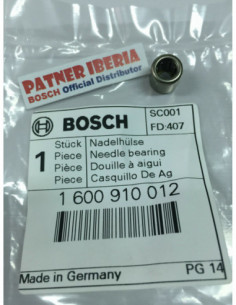 PATNER IBERIA
BOSCH Official Distributor
BOSCH
SC001
FD:407
1
Stück Nadelhülse
Piece Needle bearing
Pièce Douille à aigui
Piece Casquillo De Ag
1 600 910 012
Made in Germany
PG 14